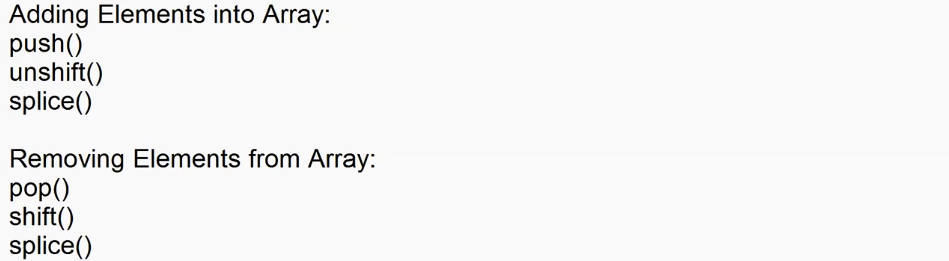 Adding Elements into Array:
push()
unshift()
splice()
Removing Elements from Array:
pop()
shift()
splice()